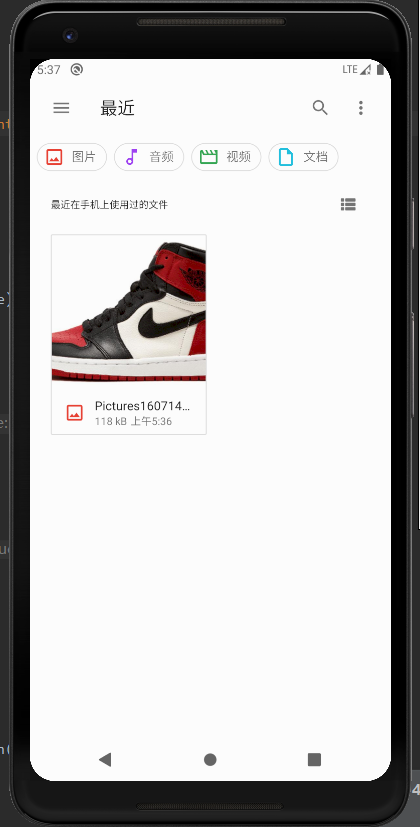 5:37 LTE
最近
图片 音频 视频 文档
最近在手机上使用过的文件
Pictures160714...
118 kB 上午5:36